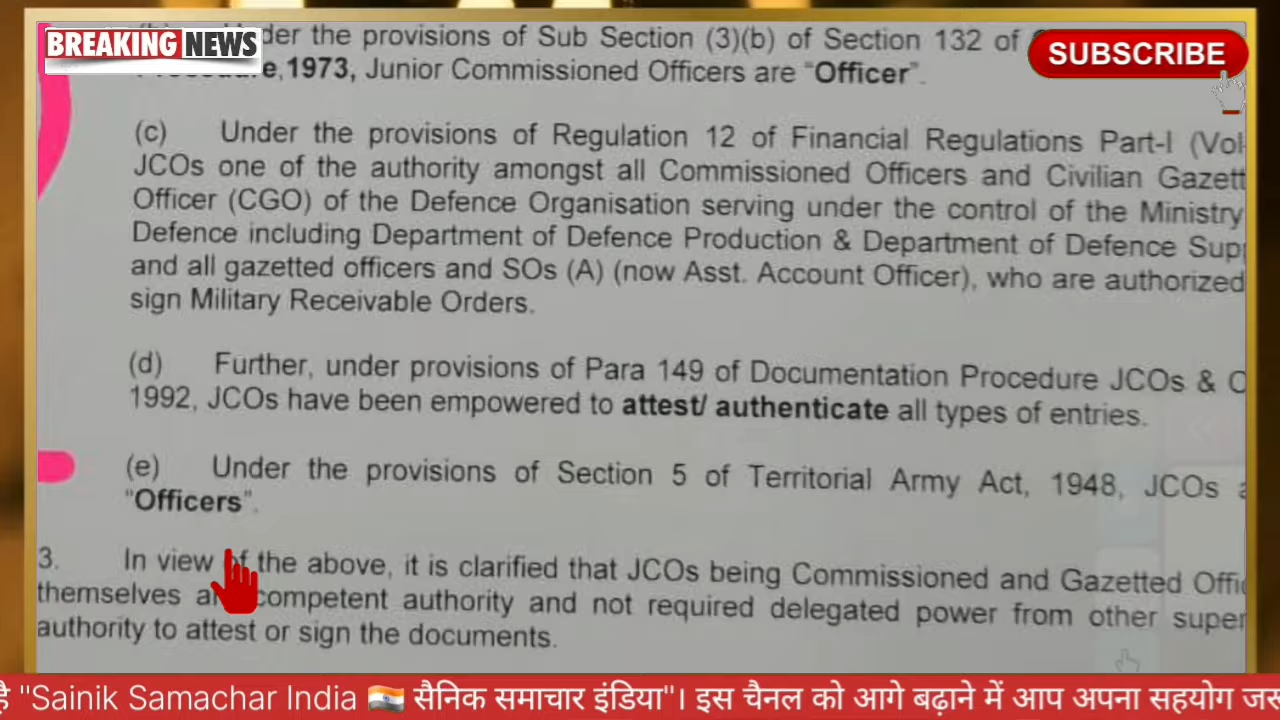 BREAKING NEWS
SUBSCRIBE
der the provisions of Sub Section (3)(b) of Section 132 of
e, 1973, Junior Commissioned Officers are "Officer".
(c) Under the provisions of Regulation 12 of Financial Regulations Part-I (Vol-
JCOs one of the authority amongst all Commissioned Officers and Civilian Gazett
Officer (CGO) of the Defence Organisation serving under the control of the Ministry
Defence including Department of Defence Production & Department of Defence Sup
and all gazetted officers and SOs (A) (now Asst. Account Officer), who are authorized
sign Military Receivable Orders.
(d) Further, under provisions of Para 149 of Documentation Procedure JCOs &
1992, JCOs have been empowered to attest/ authenticate all types of entries.
(e) Under the provisions of Section 5 of Territorial Army Act, 1948, JCOs
"Officers".
3. In view of the above, it is clarified that JCOs being Commissioned and Gazetted Offi
themselves competent authority and not required delegated power from other super
authority to attest or sign the documents.
है "Sainik Samachar India 🇮🇳 सैनिक समाचार इंडिया"। इस चैनल को आगे बढ़ाने में आप अपना सहयोग जरु